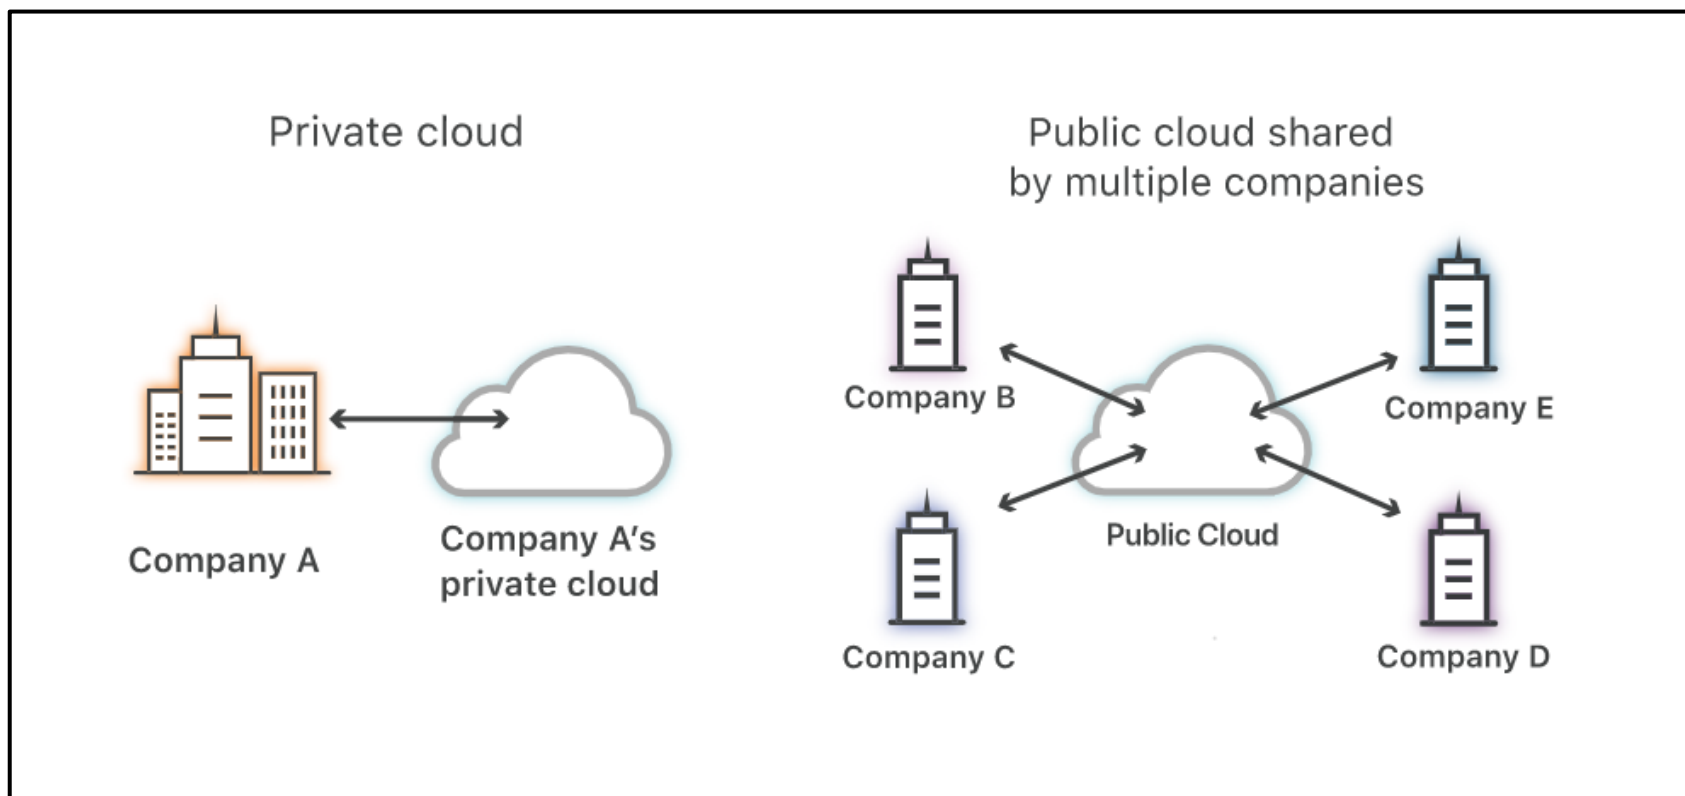 Private cloud
Company A
Company A's
private cloud
Public cloud shared
by multiple companies
Company B
Company E
Public Cloud
Company C
Company D